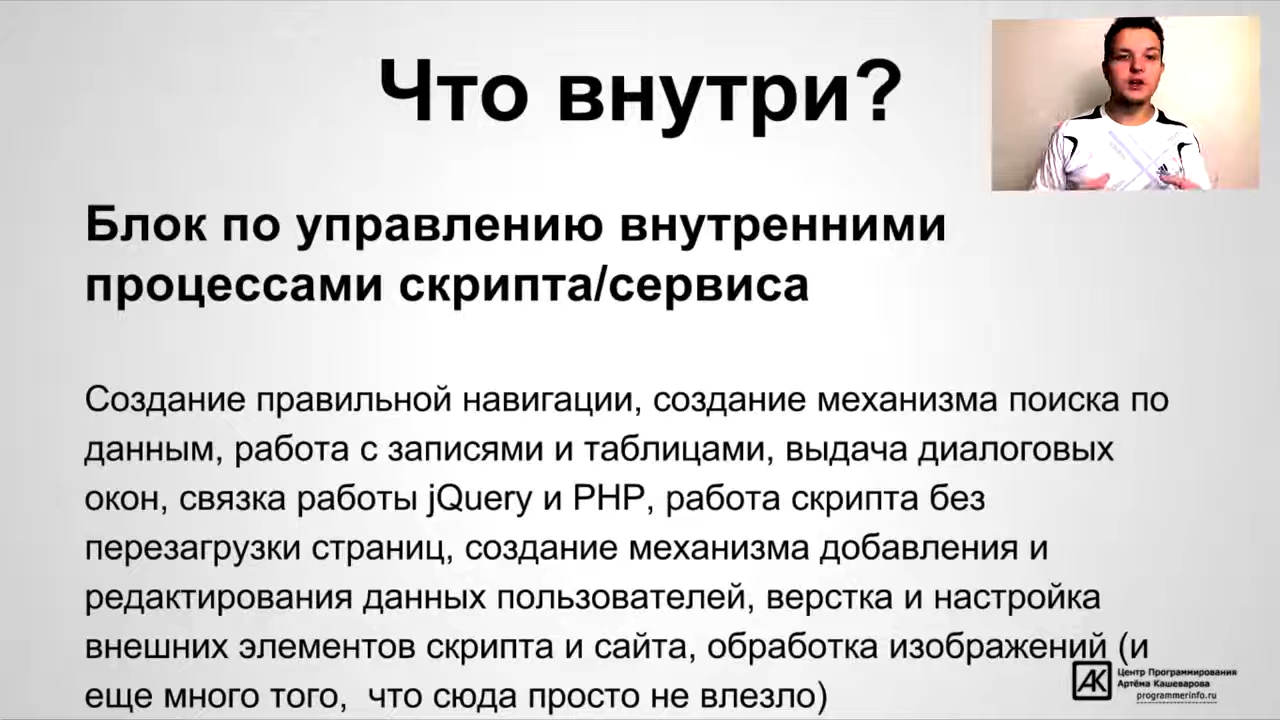 Что внутри?
Блок по управлению внутренними
процессами скрипта/сервиса
Создание правильной навигации, создание механизма поиска по
данным, работа с записями и таблицами, выдача диалоговых
окон, связка работы jQuery и PHP, работа скрипта без
перезагрузки страниц, создание механизма добавления и
редактирования данных пользователей, верстка и настройка
внешних элементов скрипта и сайта, обработка изображений (и
еще много того,  что сюда просто не влезло)
АК
Центр Программирования
Артёма Кашеварова
programmerinfo.ru